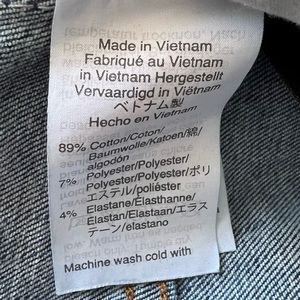 Made in Vietnam
Fabriqué au Vietnam
in Vietnam Hergestellt
Vervaardigd in Viëtnam
ベトナム製
Hecho en Vietnam
89% Cotton/Coton/
Baumwolle/Katoen/綿/
algodón
7% Polyester/Polyester/
Polyester/Polyester/ポリ
エステル/poliéster
4% Elastane/Élasthanne/
Elastan/Elastaan/エラス
テーン/elastano
Machine wash cold with